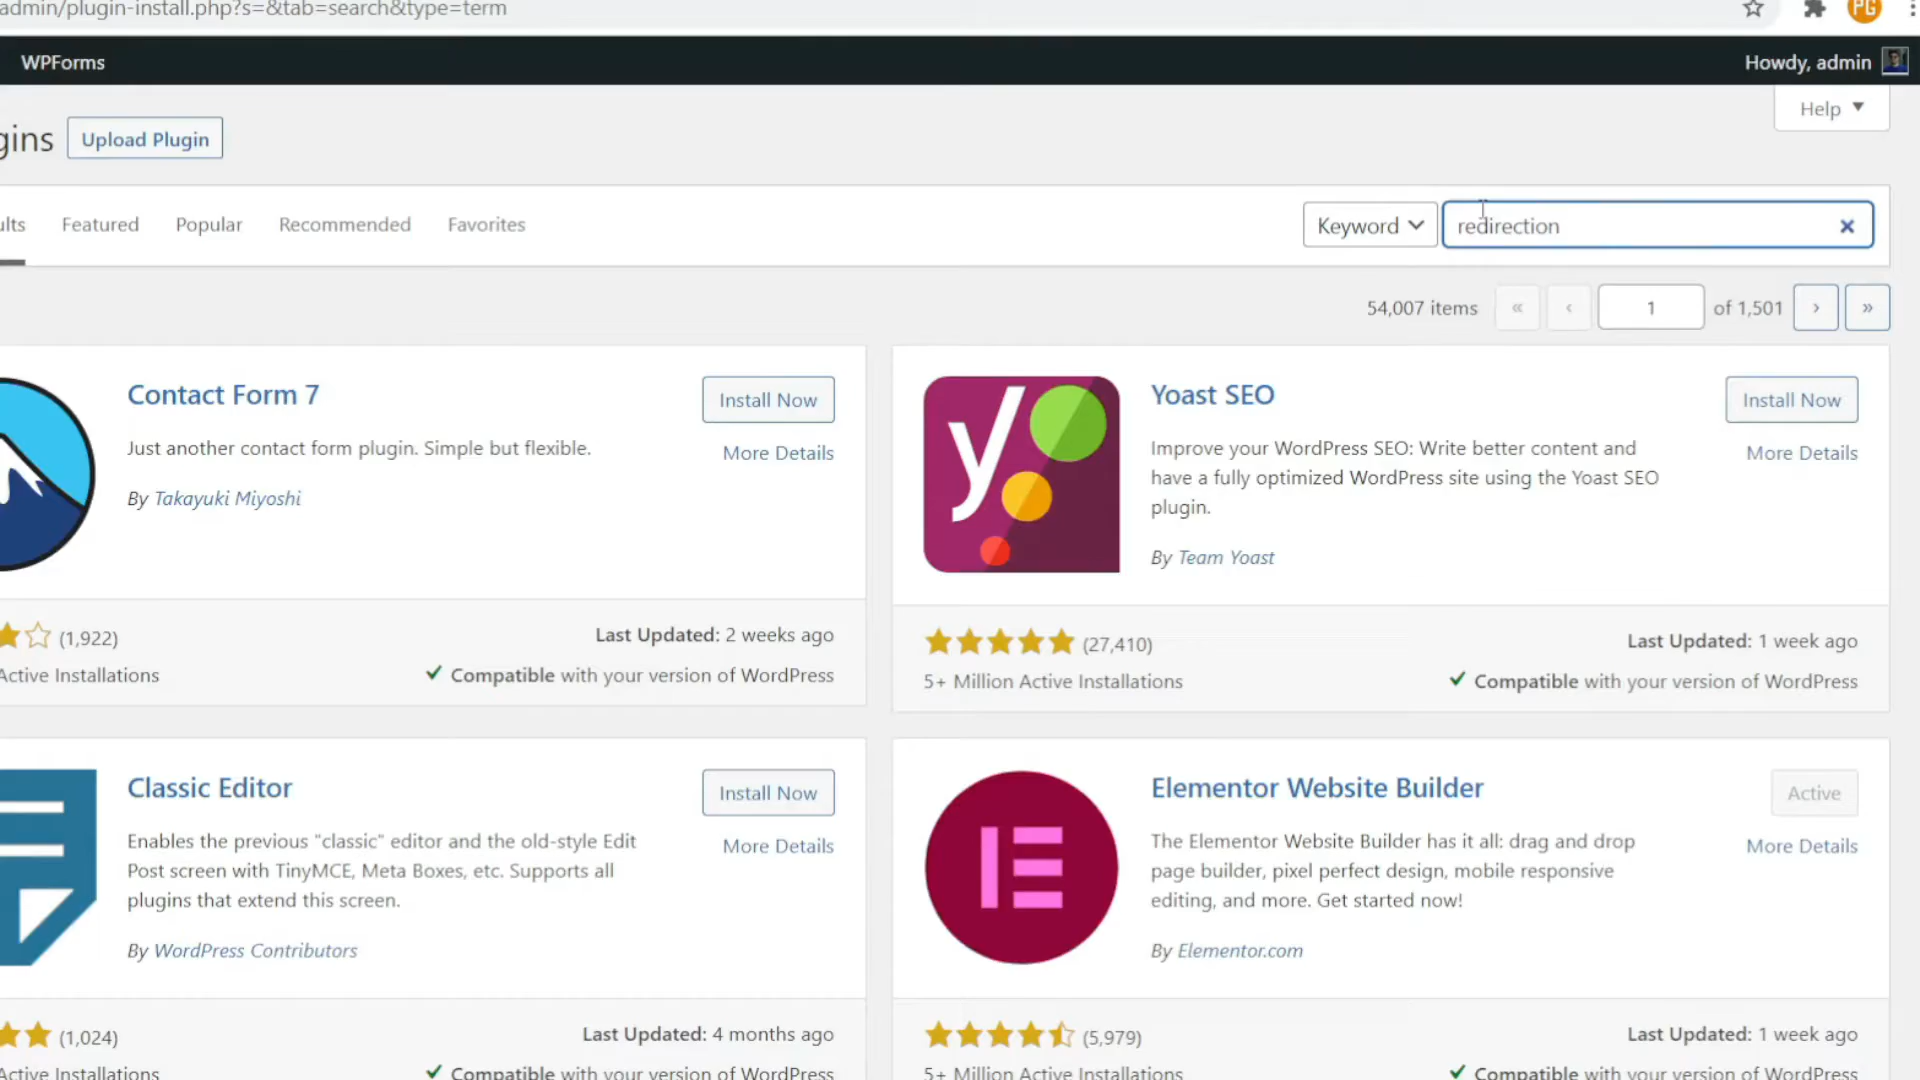 admin/plugin-install.php?s=&tab=search&type=term
PG
WPForms
Howdy, admin
Help
gins
Upload Plugin
ults
Featured
Popular
Recommended
Favorites
Keyword
redirection
54,007 items
«
‹
1
of 1,501
›
»
Contact Form 7
Install Now
Just another contact form plugin. Simple but flexible.
More Details
By Takayuki Miyoshi
(1,922)
Last Updated: 2 weeks ago
Active Installations
Compatible with your version of WordPress
y
Yoast SEO
Install Now
Improve your WordPress SEO: Write better content and
More Details
have a fully optimized WordPress site using the Yoast SEO
plugin.
By Team Yoast
(27,410)
Last Updated: 1 week ago
5+ Million Active Installations
Compatible with your version of WordPress
Classic Editor
Install Now
Enables the previous "classic" editor and the old-style Edit
More Details
Post screen with TinyMCE, Meta Boxes, etc. Supports all
plugins that extend this screen.
By WordPress Contributors
(1,024)
Last Updated: 4 months ago
Active Installations
Compatible with your version of WordPress
Elementor Website Builder
Active
The Elementor Website Builder has it all: drag and drop
More Details
page builder, pixel perfect design, mobile responsive
editing, and more. Get started now!
By Elementor.com
(5,979)
Last Updated: 1 week ago
5+ Million Active Installations
Compatible with your version of WordPress